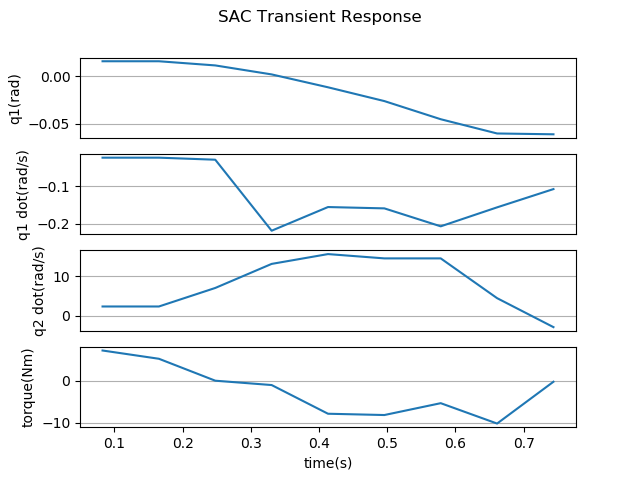 SAC Transient Response
q1(rad)
0.00
−0.05
q1 dot(rad/s)
−0.1
−0.2
q2 dot(rad/s)
10
0
torque(Nm)
0
−10
0.1 0.2 0.3 0.4 0.5 0.6 0.7
time(s)